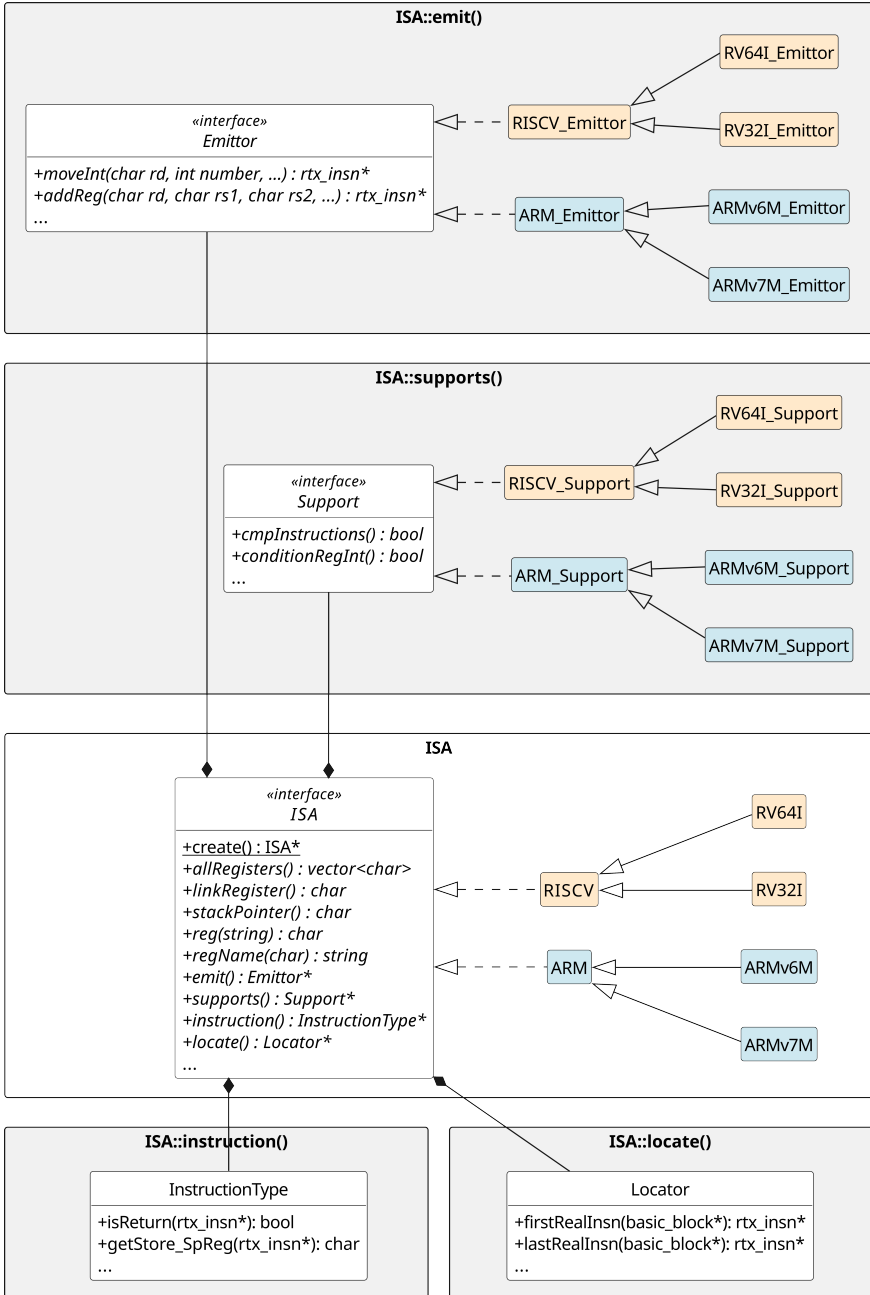 ISA::emit()
RV64I_Emittor
«interface»
Emittor
RISCV_Emittor
RV32I_Emittor
+moveInt(char rd, int number, ...) : rtx_insn*
+addReg(char rd, char rs1, char rs2, ...) : rtx_insn*
...
ARM_Emittor
ARMv6M_Emittor
ARMv7M_Emittor
ISA::supports()
RV64I_Support
«interface»
Support
RISCV_Support
RV32I_Support
+cmpInstructions() : bool
+conditionRegInt() : bool
...
ARM_Support
ARMv6M_Support
ARMv7M_Support
ISA
«interface»
ISA
RV64I
+create() : ISA*
+allRegisters() : vector<char>
+linkRegister() : char
+stackPointer() : char
+reg(string) : char
+regName(char) : string
+emit() : Emittor*
+supports() : Support*
+instruction() : InstructionType*
+locate() : Locator*
...
RISCV
RV32I
ARM
ARMv6M
ARMv7M
ISA::instruction()
InstructionType
+isReturn(rtx_insn*): bool
+getStore_SpReg(rtx_insn*): char
...
ISA::locate()
Locator
+firstRealInsn(basic_block*): rtx_insn*
+lastRealInsn(basic_block*): rtx_insn*
...